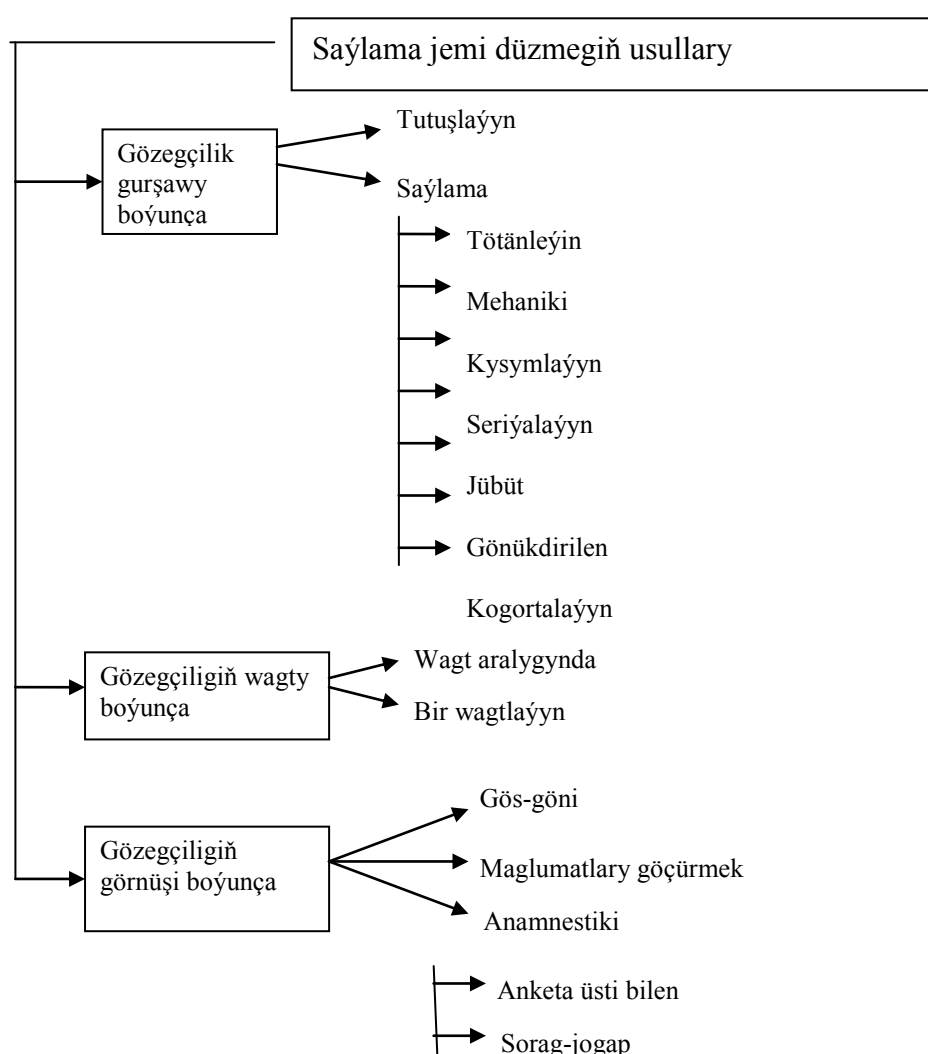 Saýlama jemi düzmegiň usullary
Tutuşlaýyn
Gözegçilik
gurşawy
boýunça
Saýlama
Tötänleýin
Mehaniki
Kysymlaýyn
Seriýalaýyn
Jübüt
Gönükdirilen
Kogortalaýyn
Gözegçiligiň wagty
boýunça
Wagt aralygynda
Bir wagtlaýyn
Gözegçiligiň
görnüşi boýunça
Gös-göni
Maglumatlary göçürmek
Anamnestiki
Anketa üsti bilen
Sorag-jogap